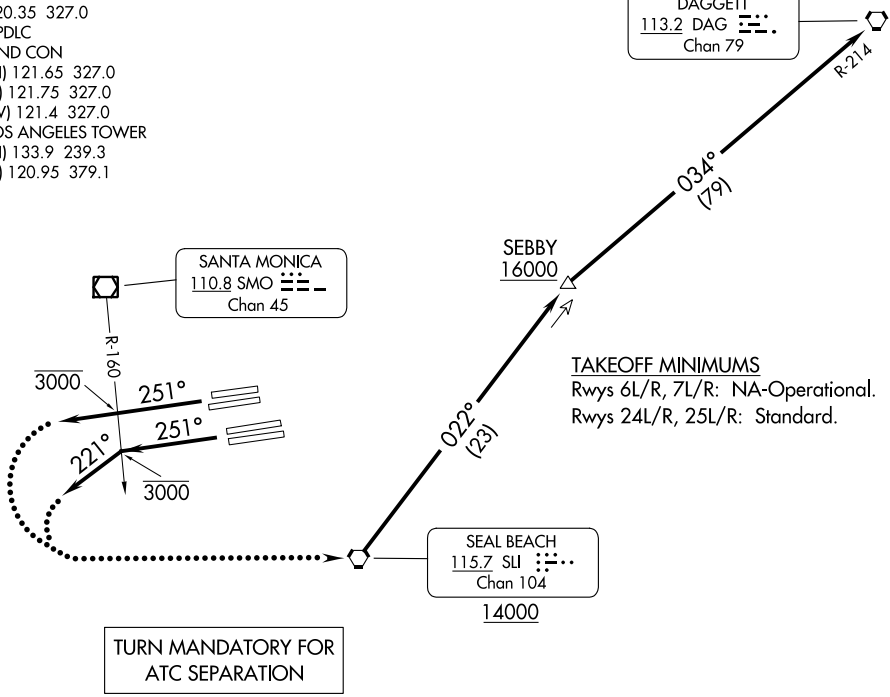 327.0
ND CON
121.65 327.0
121.75 327.0
121.4 327.0
ANGELES TOWER
133.9 239.3
120.95 379.1
DAGGETT
113.2 DAG
Chan 79
R-214
034°
(79)
SEBBY
16000
SANTA MONICA
110.8 SMO
Chan 45
R-160
3000
251°
251°
221°
3000
TAKEOFF MINIMUMS
Rwys 6L/R, 7L/R: NA-Operational.
Rwys 24L/R, 25L/R: Standard.
022°
(23)
SEAL BEACH
115.7 SLI
Chan 104
14000
TURN MANDATORY FOR
ATC SEPARATION